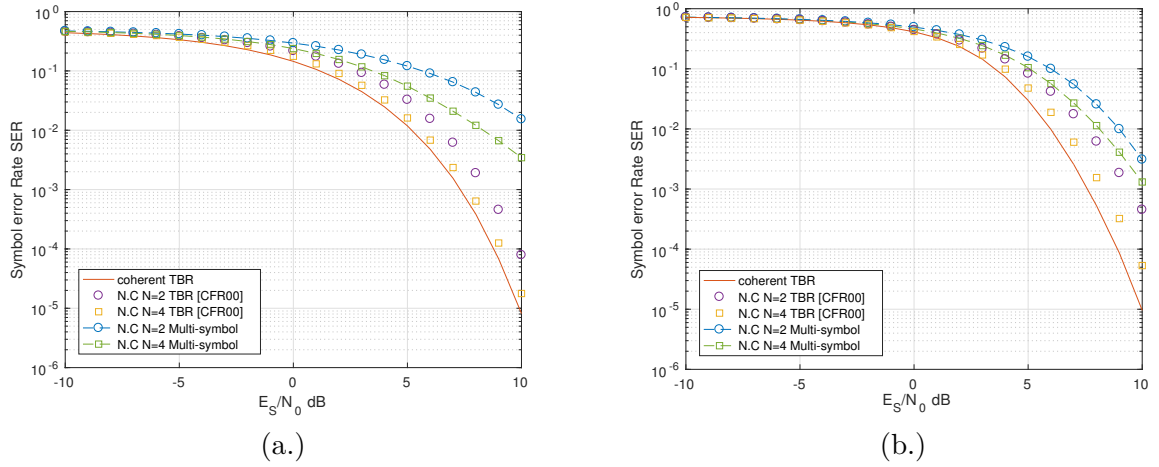 Symbol error Rate SER
10^0
10^-1
10^-2
10^-3
10^-4
10^-5
10^-6
coherent TBR
N.C N=2 TBR [CFR00]
N.C N=4 TBR [CFR00]
N.C N=2 Multi-symbol
N.C N=4 Multi-symbol
-10 -5 0 5 10
E_S/N_0 dB
(a.)
Symbol error Rate SER
10^0
10^-1
10^-2
10^-3
10^-4
10^-5
10^-6
coherent TBR
N.C N=2 TBR [CFR00]
N.C N=4 TBR [CFR00]
N.C N=2 Multi-symbol
N.C N=4 Multi-symbol
-10 -5 0 5 10
E_S/N_0 dB
(b.)